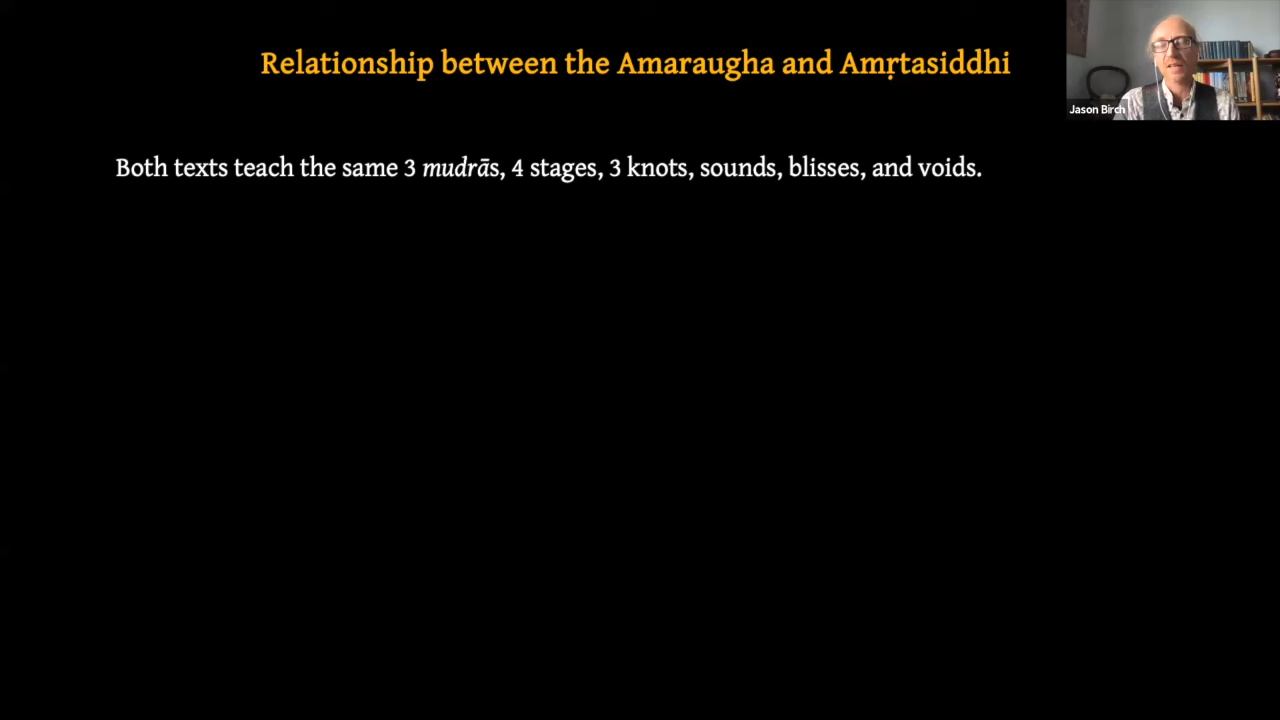 Relationship between the Amaraugha and Amṛtasiddhi
Jason Birch
Both texts teach the same 3 mudrās, 4 stages, 3 knots, sounds, blisses, and voids.